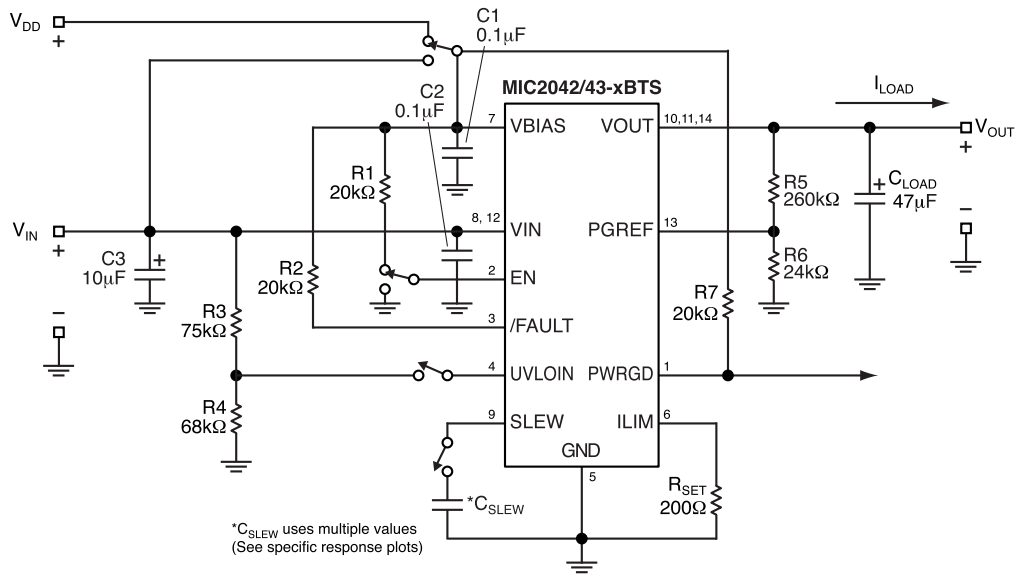 VDD
+
C1
0.1µF
C2
0.1µF
MIC2042/43-xBTS
ILOAD
7
VBIAS
VOUT
10,11,14
VOUT
+
R1
20kΩ
R5
260kΩ
+
CLOAD
47µF
VIN
+
8, 12
VIN
PGREF
13
–
C3
10µF
+
R2
20kΩ
2
EN
R6
24kΩ
R3
75kΩ
R7
20kΩ
–
3
/FAULT
4
UVLOIN
PWRGD
1
R4
68kΩ
9
SLEW
ILIM
6
GND
5
*CSLEW
RSET
200Ω
*CSLEW uses multiple values
(See specific response plots)